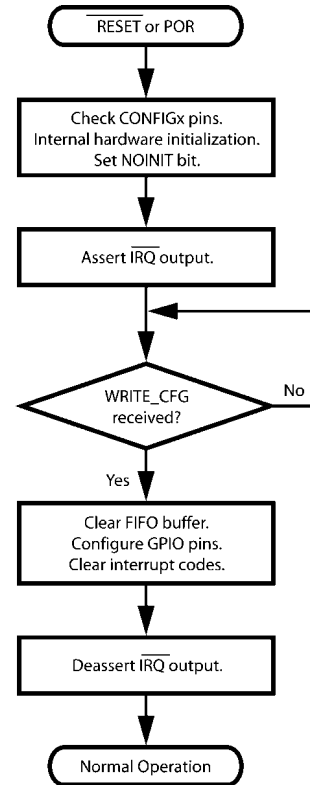 RESET or POR
Check CONFIGx pins.
Internal hardware initialization.
Set NOINIT bit.
Assert IRQ output.
WRITE_CFG
received?
No
Yes
Clear FIFO buffer.
Configure GPIO pins.
Clear interrupt codes.
Deassert IRQ output.
Normal Operation